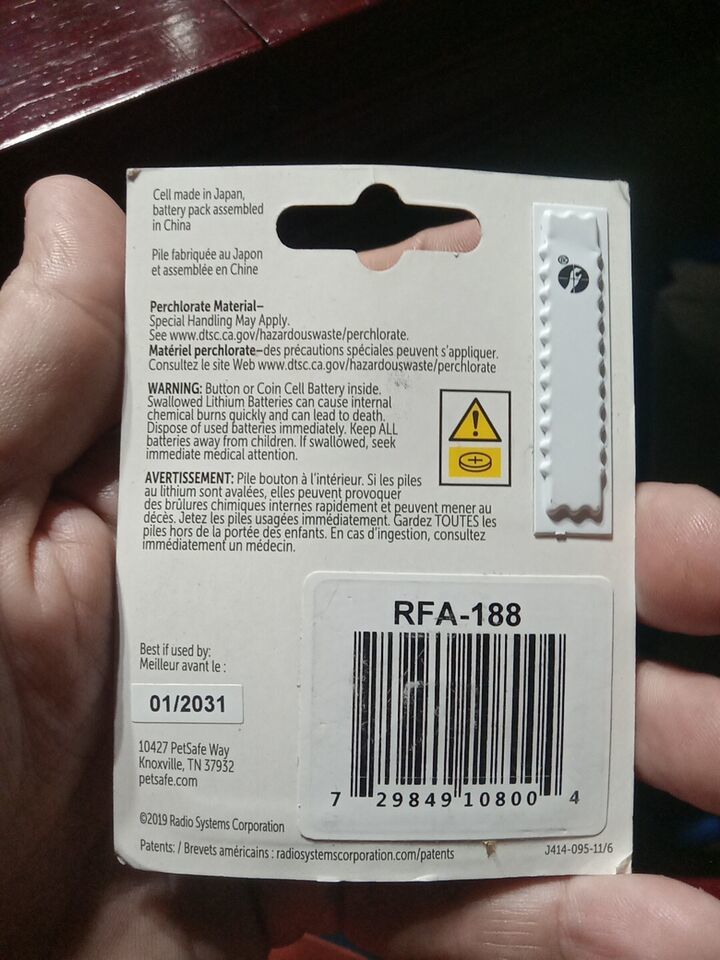 Cell made in Japan,
battery pack assembled
in China
Pile fabriquée au Japon
et assemblée en Chine
Perchlorate Material–
Special Handling May Apply.
See www.dtsc.ca.gov/hazardouswaste/perchlorate.
Matériel perchlorate–des précautions spéciales peuvent s'appliquer.
Consultez le site Web www.dtsc.ca.gov/hazardouswaste/perchlorate
WARNING: Button or Coin Cell Battery inside.
Swallowed Lithium Batteries can cause internal
chemical burns quickly and can lead to death.
Dispose of used batteries immediately. Keep ALL
batteries away from children. If swallowed, seek
immediate medical attention.
AVERTISSEMENT: Pile bouton à l'intérieur. Si les piles
au lithium sont avalées, elles peuvent provoquer
des brûlures chimiques internes rapidement et peuvent mener au
décès. Jetez les piles usagées immédiatement. Gardez TOUTES les
piles hors de la portée des enfants. En cas d'ingestion, consultez
immédiatement un médecin.
RFA-188
7 29849 10800 4
Best if used by:
Meilleur avant le :
01/2031
10427 PetSafe Way
Knoxville, TN 37932
petsafe.com
©2019 Radio Systems Corporation
Patents: / Brevets américains : radiosystemscorporation.com/patents
J414-095-11/6
®